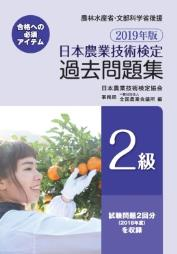 農林水産省・文部科学省後援
合格への
必須
アイテム
2019年版
日本農業技術検定
過去問題集
日本農業技術検定協会
事務局 一般社団法人 全国農業会議所 編
2級
試験問題2回分
(2018年度)
を収録